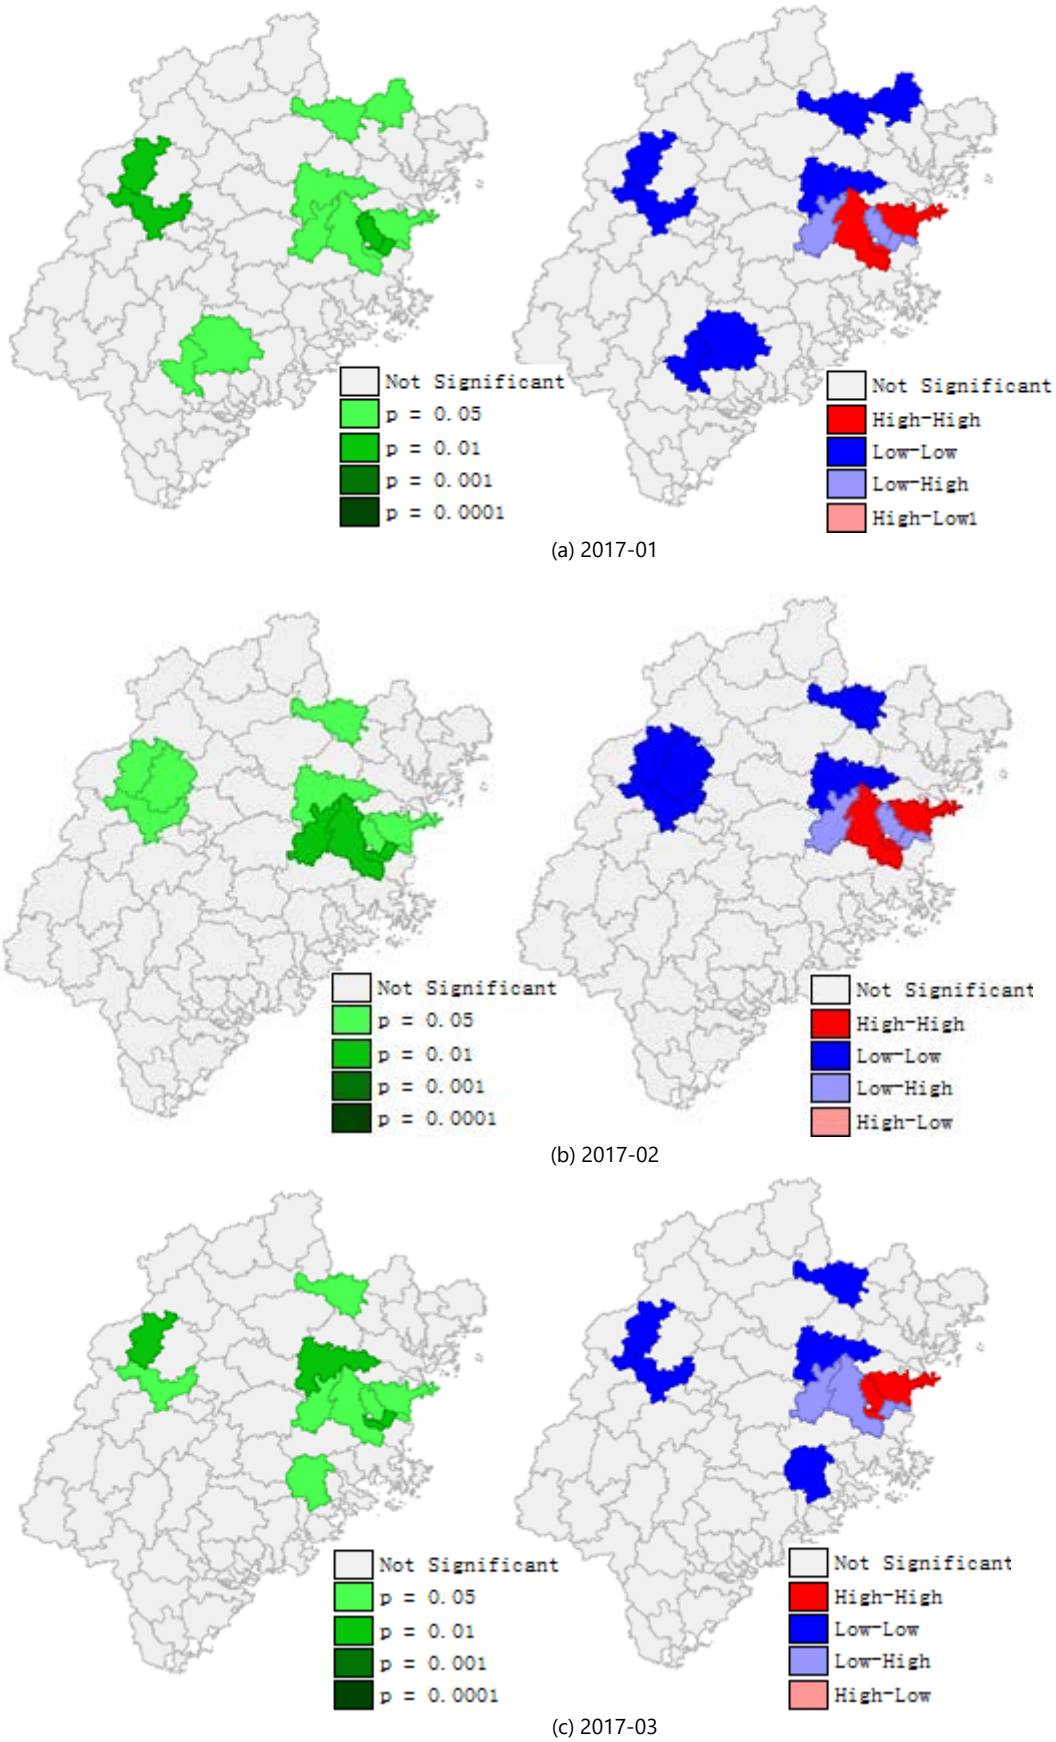 Not Significant
p = 0.05
p = 0.01
p = 0.001
p = 0.0001
Not Significant
High-High
Low-Low
Low-High
High-Low1
(a) 2017-01
Not Significant
p = 0.05
p = 0.01
p = 0.001
p = 0.0001
Not Significant
High-High
Low-Low
Low-High
High-Low
(b) 2017-02
Not Significant
p = 0.05
p = 0.01
p = 0.001
p = 0.0001
Not Significant
High-High
Low-Low
Low-High
High-Low
(c) 2017-03